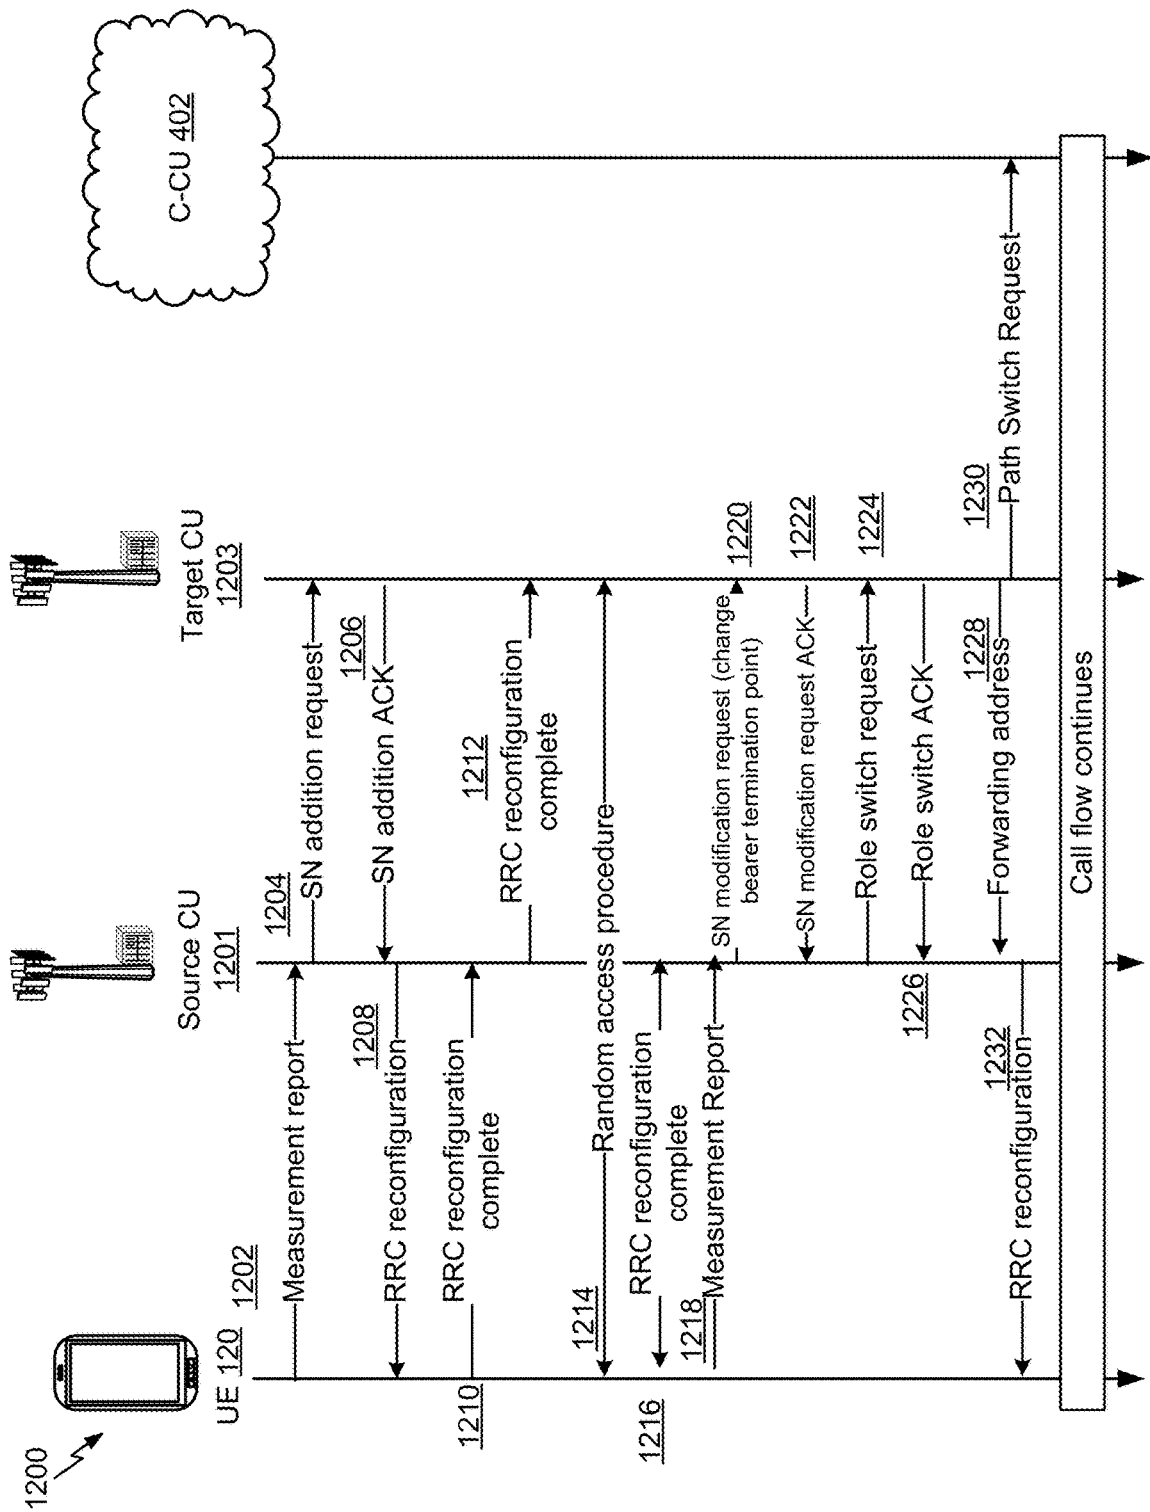 1200
UE 120
Source CU
1201
Target CU
1203
C-CU 402
1202
Measurement report
1204
SN addition request
1206
SN addition ACK
1208
RRC reconfiguration
1210
RRC reconfiguration
complete
1212
RRC reconfiguration
complete
1214
Random access procedure
1216
RRC reconfiguration
complete
1218
Measurement Report
1220
SN modification request (change
bearer termination point)
1222
SN modification request ACK
1224
Role switch request
1226
Role switch ACK
1228
Forwarding address
1230
Path Switch Request
1232
RRC reconfiguration
Call flow continues